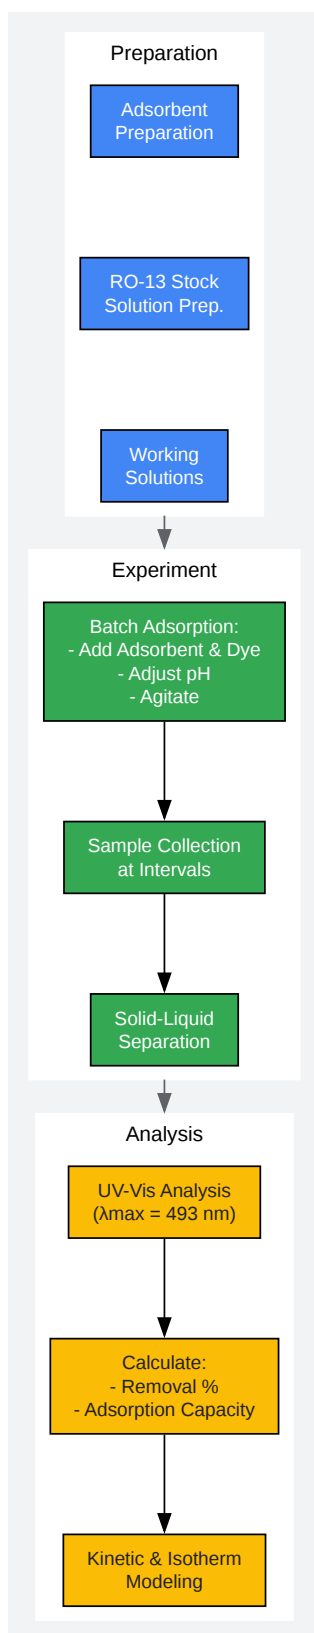 Preparation
Adsorbent
Preparation
RO-13 Stock
Solution Prep.
Working
Solutions
Experiment
Batch Adsorption:
- Add Adsorbent & Dye
- Adjust pH
- Agitate
Sample Collection
at Intervals
Solid-Liquid
Separation
Analysis
UV-Vis Analysis
(λmax = 493 nm)
Calculate:
- Removal %
- Adsorption Capacity
Kinetic & Isotherm
Modeling